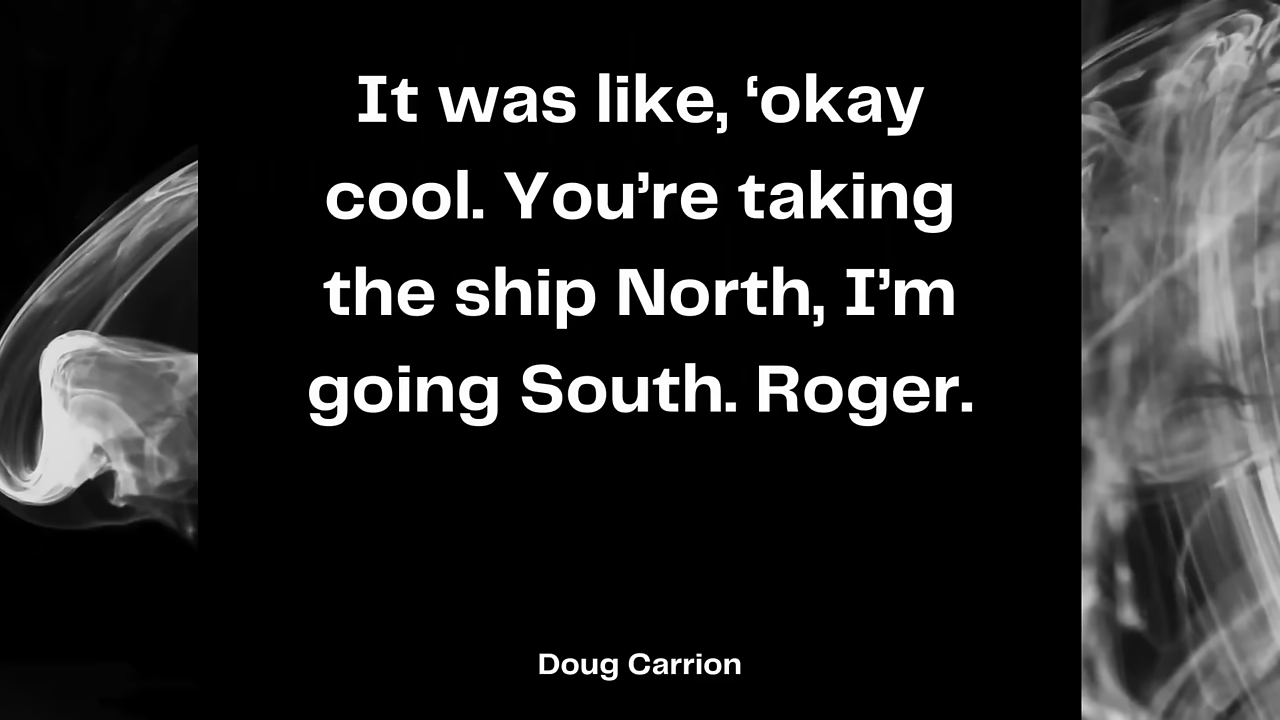 It was like, ‘okay
cool. You’re taking
the ship North, I’m
going South. Roger.
Doug Carrion